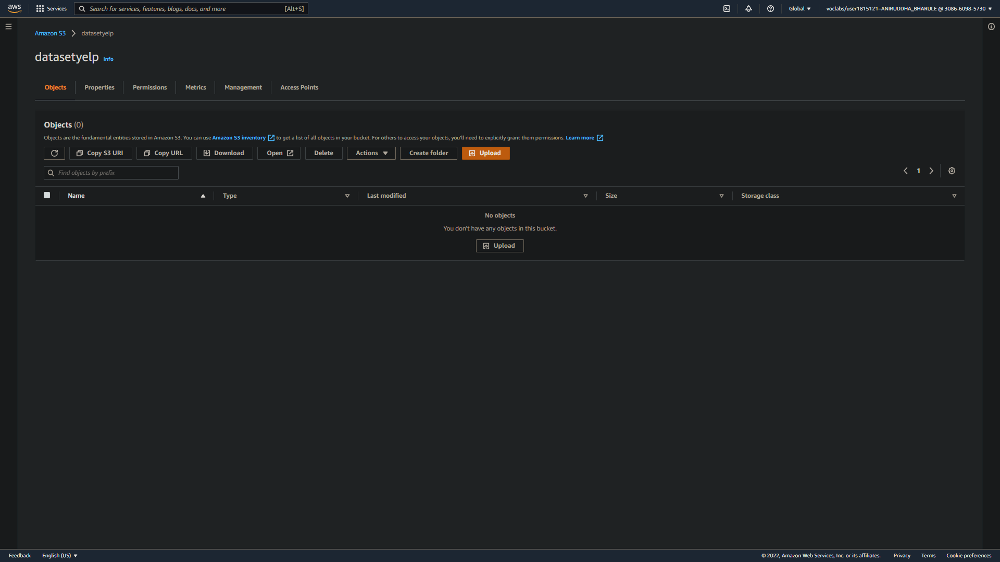 aws Services Search for services, features, blogs, docs, and more [Alt+S] Global voclabs/user1815121=ANIRUDDHA_BHARULE @ 3086-6098-5730
Amazon S3 datasetyelp
datasetyelp Info
Objects Properties Permissions Metrics Management Access Points
Objects (0)
Objects are the fundamental entities stored in Amazon S3. You can use Amazon S3 inventory to get a list of all objects in your bucket. For others to access your objects, you'll need to explicitly grant them permissions. Learn more
Copy S3 URI Copy URL Download Open Delete Actions Create folder Upload
Find objects by prefix 1
Name Type Last modified Size Storage class
No objects
You don't have any objects in this bucket.
Upload
Feedback English (US) © 2022, Amazon Web Services, Inc. or its affiliates. Privacy Terms Cookie preferences